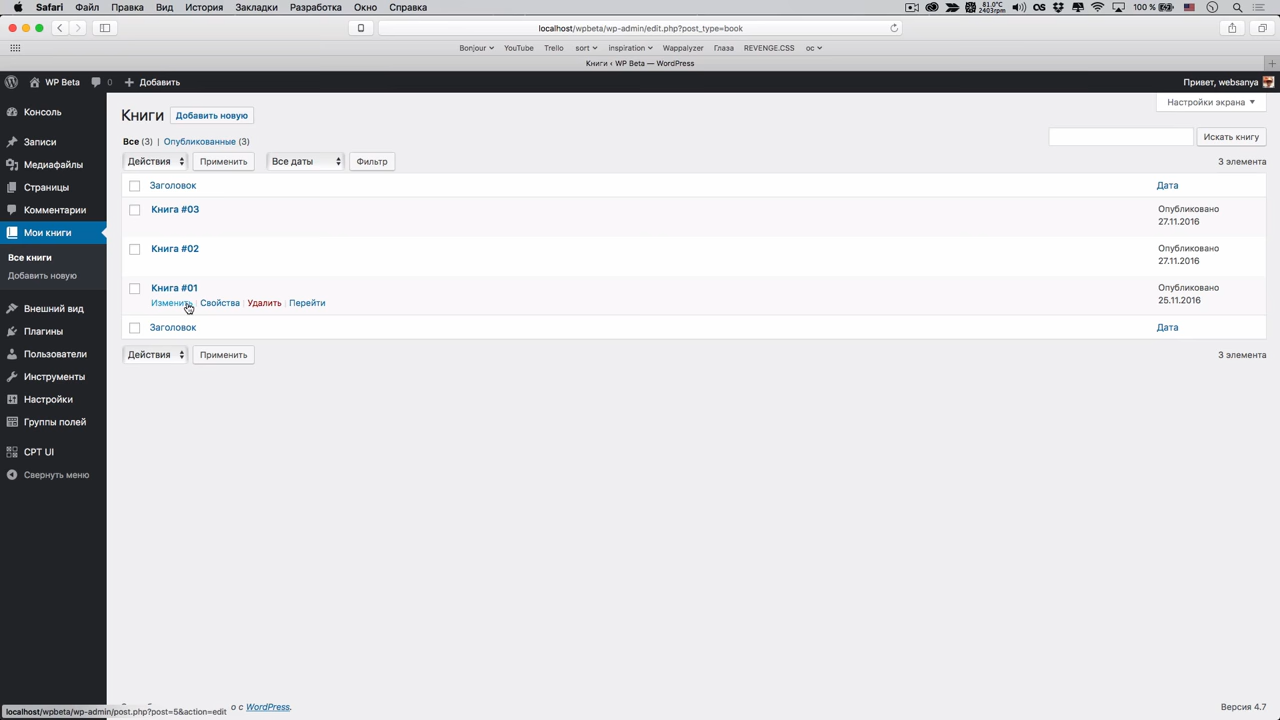 Safari Файл Правка Вид История Закладки Разработка Окно Справка 81.0°C 2403rpm 100 %
localhost/wpbeta/wp-admin/edit.php?post_type=book
Bonjour YouTube Trello sort inspiration Wappalyzer Глаза REVENGE.CSS oc
Книги ‹ WP Beta — WordPress
WP Beta 0 Добавить Привет, websanya
Консоль
Записи
Медиафайлы
Страницы
Комментарии
Мои книги
Все книги
Добавить новую
Внешний вид
Плагины
Пользователи
Инструменты
Настройки
Группы полей
CPT UI
Свернуть меню
Настройки экрана
Книги Добавить новую
Все (3) | Опубликованные (3)
Искать книгу
Действия Применить Все даты Фильтр 3 элемента
Заголовок Дата
Книга #03 Опубликовано
27.11.2016
Книга #02 Опубликовано
27.11.2016
Книга #01 Опубликовано
Изменить | Свойства | Удалить | Перейти 25.11.2016
Заголовок Дата
Действия Применить 3 элемента
о с WordPress. Версия 4.7
localhost/wpbeta/wp-admin/post.php?post=5&action=edit